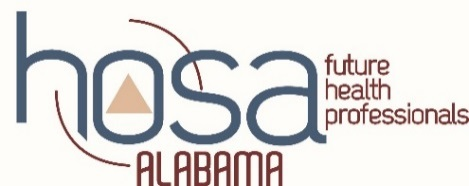 hosa
future
health
professionals
ALABAMA